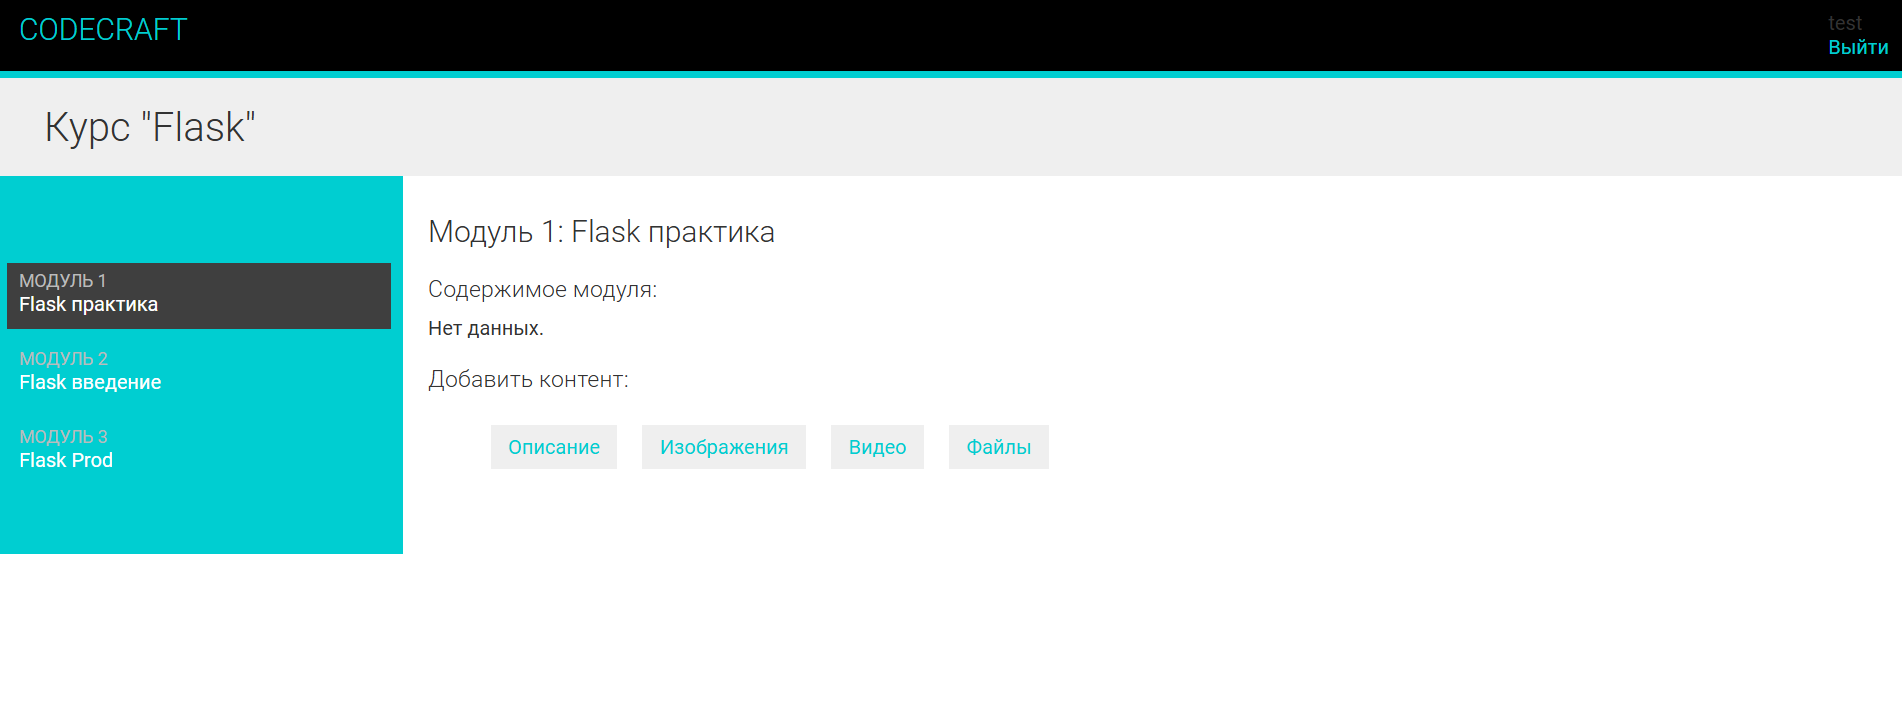 CODECRAFT
test
Выйти
Курс "Flask"
МОДУЛЬ 1
Flask практика
МОДУЛЬ 2
Flask введение
МОДУЛЬ 3
Flask Prod
Модуль 1: Flask практика
Содержимое модуля:
Нет данных.
Добавить контент:
Описание Изображения Видео Файлы